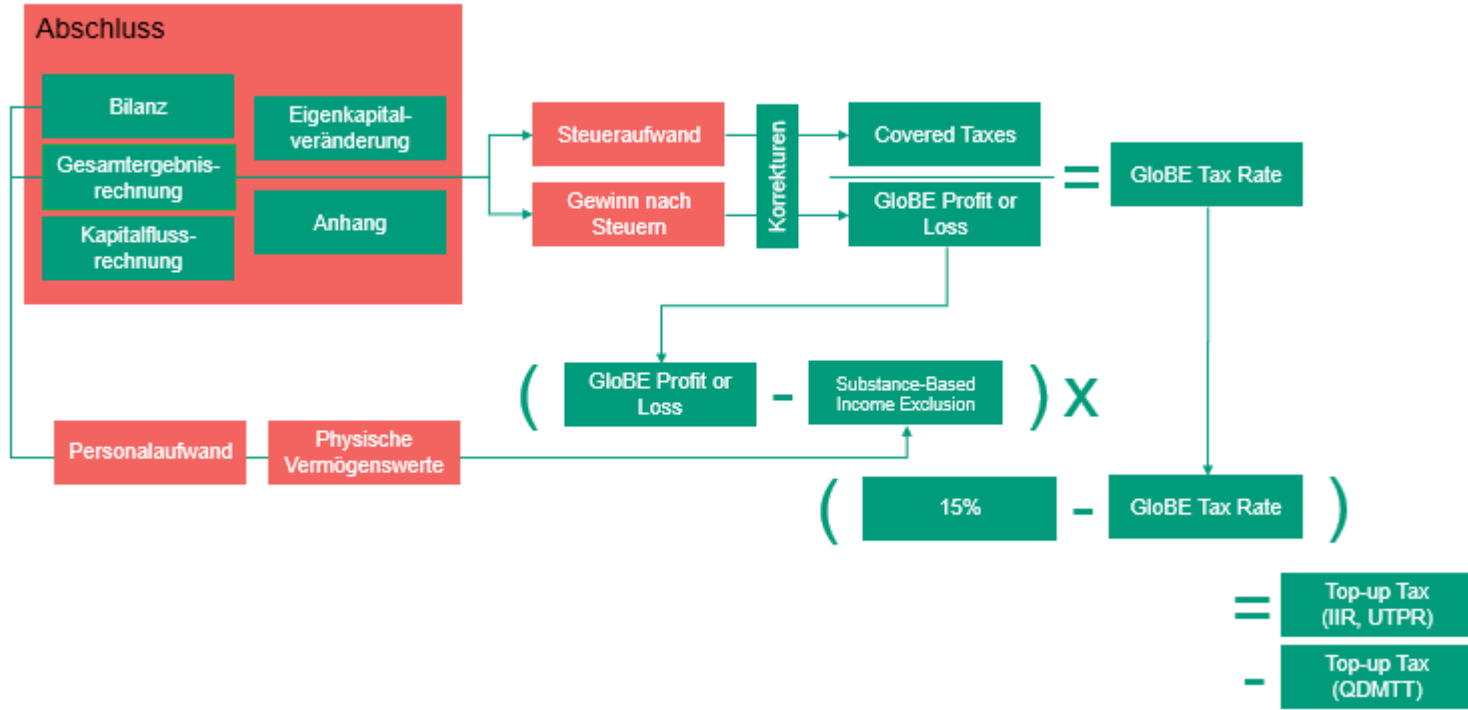 Abschluss
Bilanz
Eigenkapital-
veränderung
Gesamtergebnis-
rechnung
Anhang
Kapitalfluss-
rechnung
Steueraufwand
Gewinn nach
Steuern
Korrekturen
Covered Taxes
GloBE Profit or
Loss
=
GloBE Tax Rate
(
GloBE Profit or
Loss
-
Substance-Based
Income Exclusion
) x
Personalaufwand
Physische
Vermögenswerte
(
15%
-
GloBE Tax Rate
)
=
Top-up Tax
(IIR, UTPR)
-
Top-up Tax
(QDMTT)